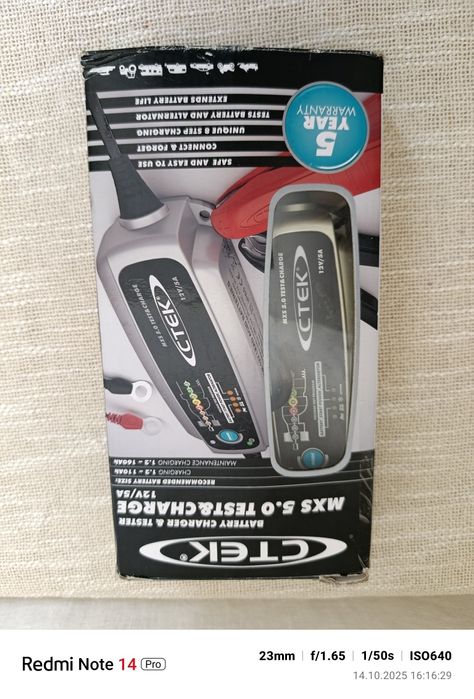 CTEK®
BATTERY CHARGER & TESTER
MXS 5.0 TEST&CHARGE
12V/5A
RECOMMENDED BATTERY SIZE:
CHARGING 1.2 – 110Ah
MAINTENANCE CHARGING 1.2 – 160Ah
CTEK
MXS 5.0 TEST&CHARGE
12V/5A
CTEK
MXS 5.0 TEST&CHARGE
12V/5A
SAFE AND EASY TO USE
CONNECT & FORGET
UNIQUE 8 STEP CHARGING
TESTS BATTERY AND ALTERNATOR
EXTENDS BATTERY LIFE
5
YEAR
WARRANTY
Redmi Note 14 Pro
23mm | f/1.65 | 1/50s | ISO640
14.10.2025 16:16:29